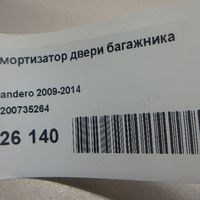 мортизатор двери багажника
andero 2009-2014
200735264
26 140